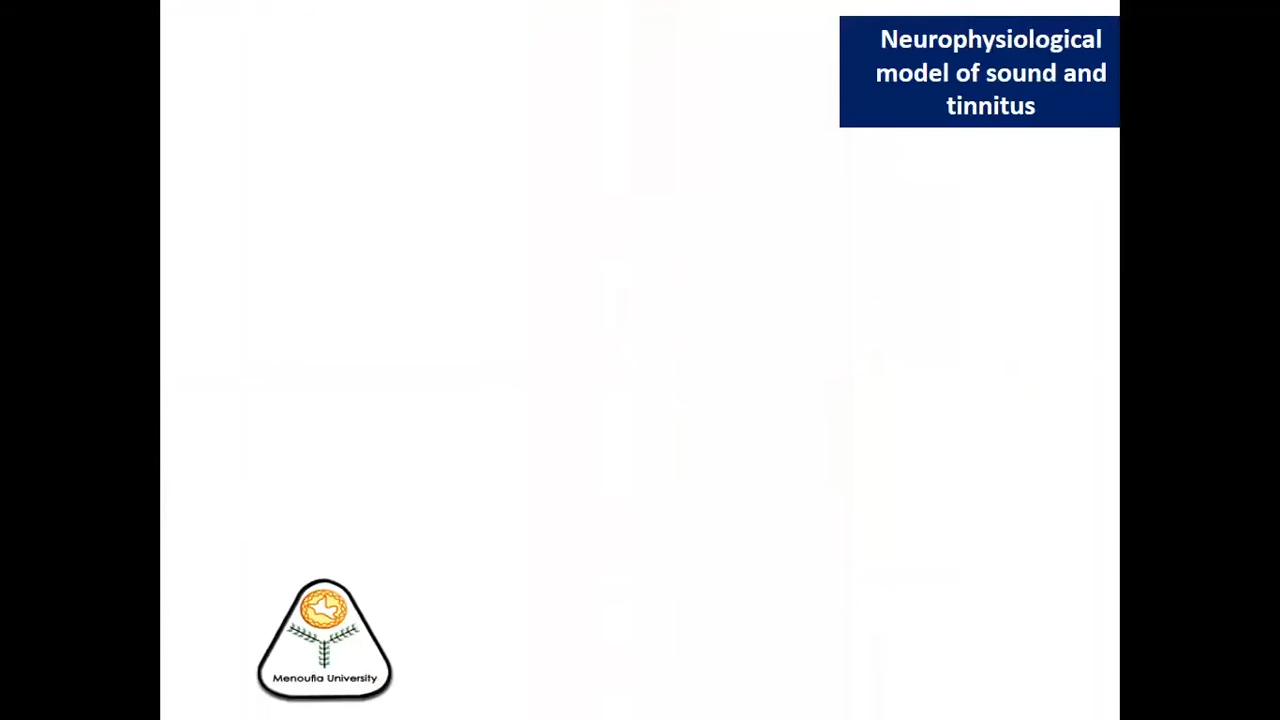 Neurophysiological
model of sound and
tinnitus
Menoufia University